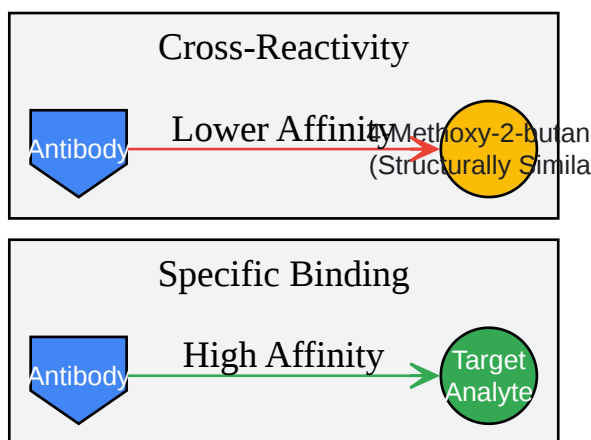 Cross-Reactivity
Antibody
Lower Affinity
4-Methoxy-2-butan
(Structurally Simila
Specific Binding
Antibody
High Affinity
Target
Analyte